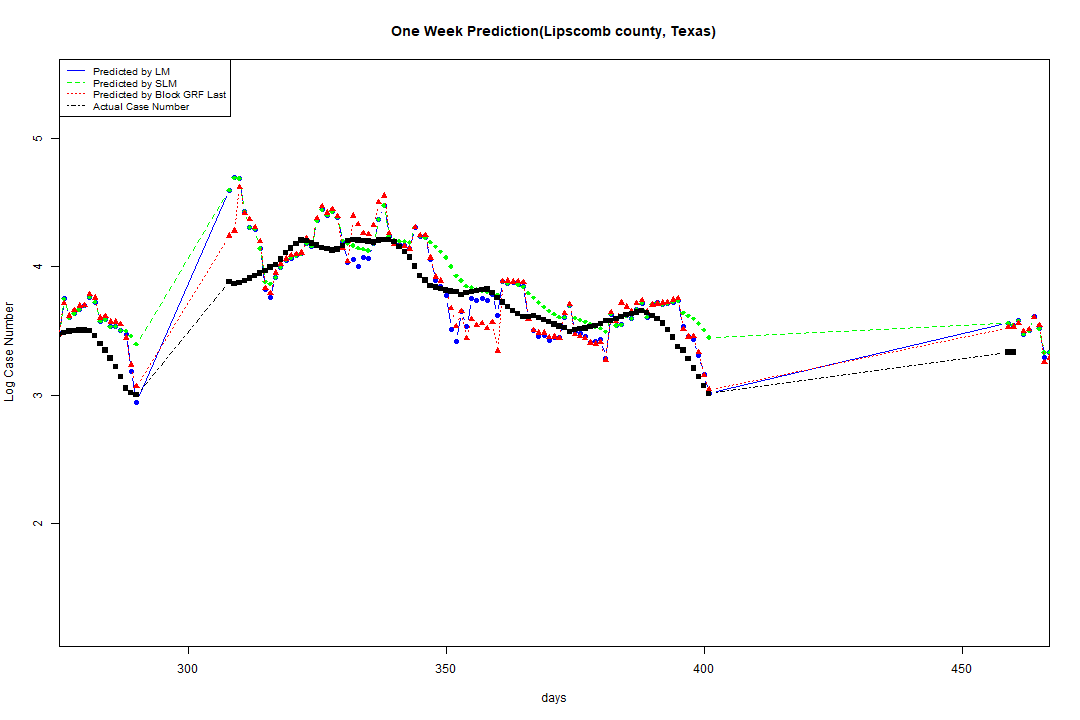 One Week Prediction(Lipscomb county, Texas)
Predicted by LM
Predicted by SLM
Predicted by Block GRF Last
Actual Case Number
5
4
3
2
Log Case Number
300 350 400 450
days